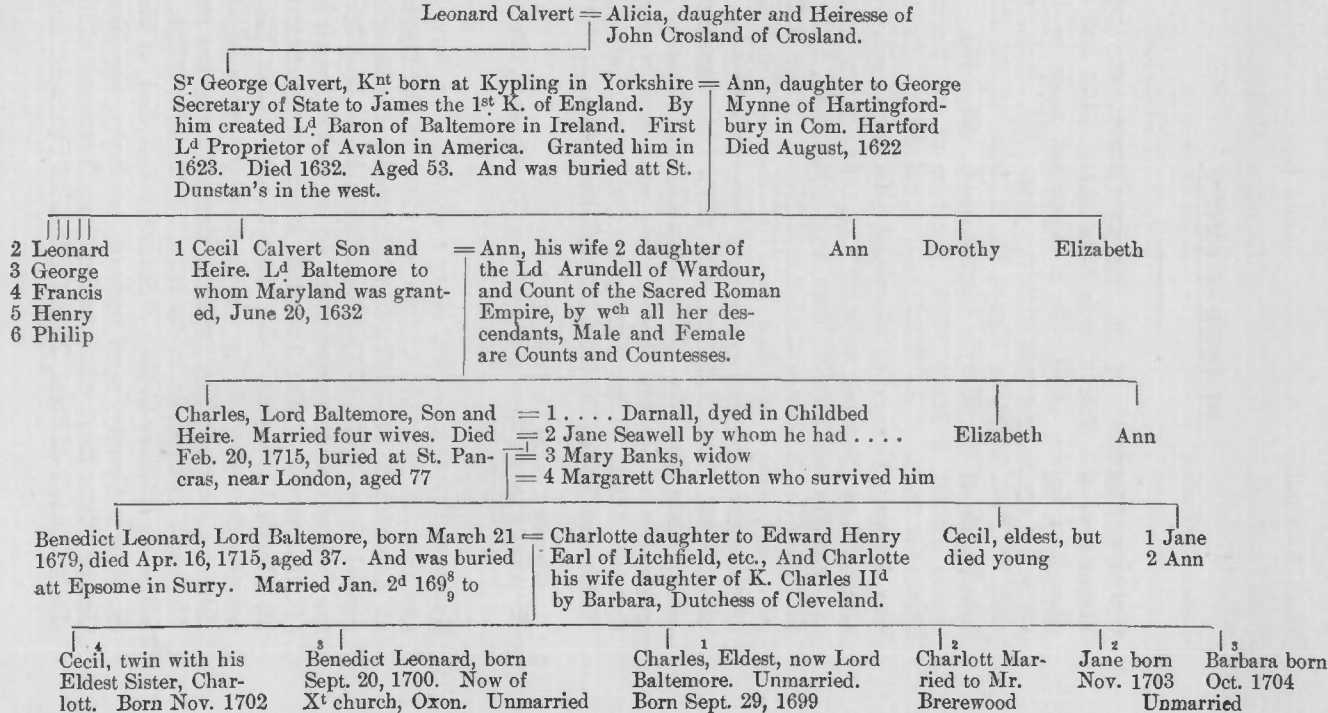 Leonard Calvert = Alicia, daughter and Heiresse of
John Crosland of Crosland.
Sr George Calvert, Knt born at Kypling in Yorkshire =
Secretary of State to James the 1st K. of England. By
him created Ld Baron of Baltemore in Ireland. First
Ld Proprietor of Avalon in America. Granted him in
1623. Died 1632. Aged 53. And was buried att St.
Dunstan's in the west.
Ann, daughter to George
Mynne of Hartingford-
bury in Com. Hartford
Died August, 1622
2 Leonard
3 George
4 Francis
5 Henry
6 Philip
1 Cecil Calvert Son and
Heire. Ld Baltemore to
whom Maryland was grant-
ed, June 20, 1632
= Ann, his wife 2 daughter of
the Ld Arundell of Wardour,
and Count of the Sacred Roman
Empire, by wch all her des-
cendants, Male and Female
are Counts and Countesses.
Ann
Dorothy
Elizabeth
Charles, Lord Baltemore, Son and
Heire. Married four wives. Died
Feb. 20, 1715, buried at St. Pan-
cras, near London, aged 77
= 1 .... Darnall, dyed in Childbed
= 2 Jane Seawell by whom he had ....
= 3 Mary Banks, widow
= 4 Margarett Charletton who survived him
Elizabeth
Ann
Benedict Leonard, Lord Baltemore, born March 21 =
1679, died Apr. 16, 1715, aged 37. And was buried
att Epsome in Surry. Married Jan. 2d 169 8/9 to
Charlotte daughter to Edward Henry
Earl of Litchfield, etc., And Charlotte
his wife daughter of K. Charles IId
by Barbara, Dutchess of Cleveland.
Cecil, eldest, but
died young
1 Jane
2 Ann
4
Cecil, twin with his
Eldest Sister, Char-
lott. Born Nov. 1702
3
Benedict Leonard, born
Sept. 20, 1700. Now of
Xt church, Oxon. Unmarried
1
Charles, Eldest, now Lord
Baltemore. Unmarried.
Born Sept. 29, 1699
2
Charlott Mar-
ried to Mr.
Brerewood
2
Jane born
Nov. 1703
3
Barbara born
Oct. 1704
Unmarried